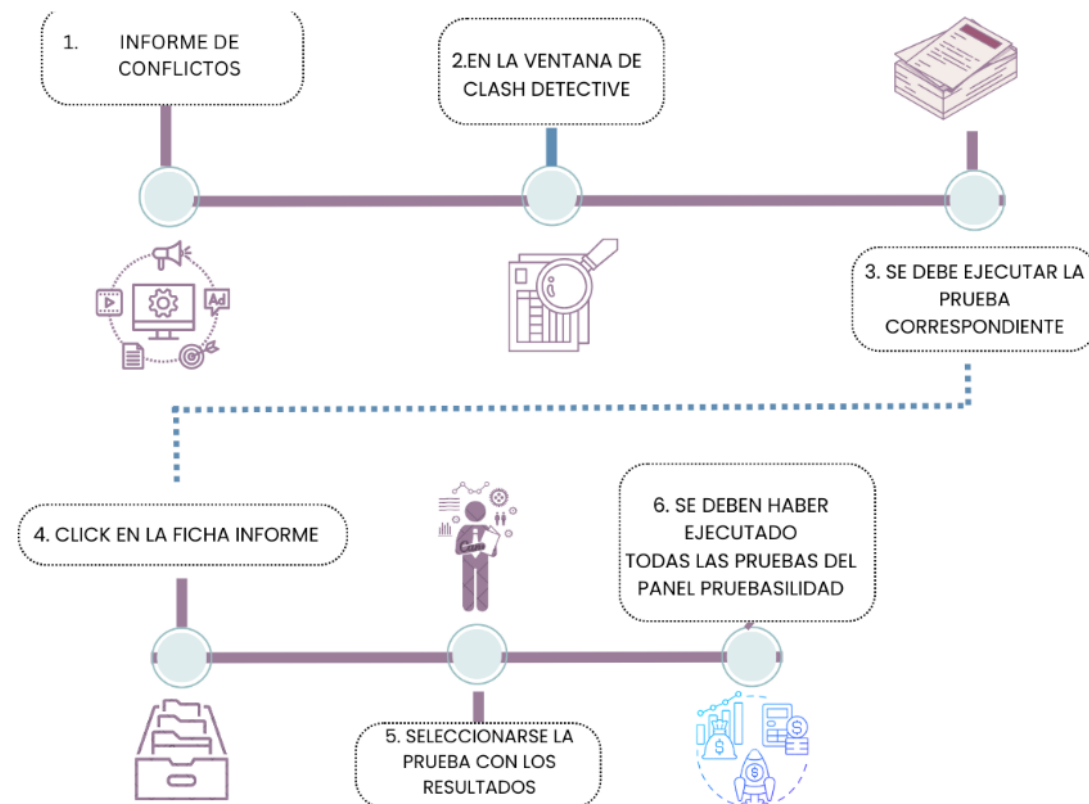 1. INFORME DE
CONFLICTOS
2.EN LA VENTANA DE
CLASH DETECTIVE
3. SE DEBE EJECUTAR LA
PRUEBA
CORRESPONDIENTE
Ad
4. CLICK EN LA FICHA INFORME
6. SE DEBEN HABER
EJECUTADO
TODAS LAS PRUEBAS DEL
PANEL PRUEBASILIDAD
5. SELECCIONARSE LA
PRUEBA CON LOS
RESULTADOS